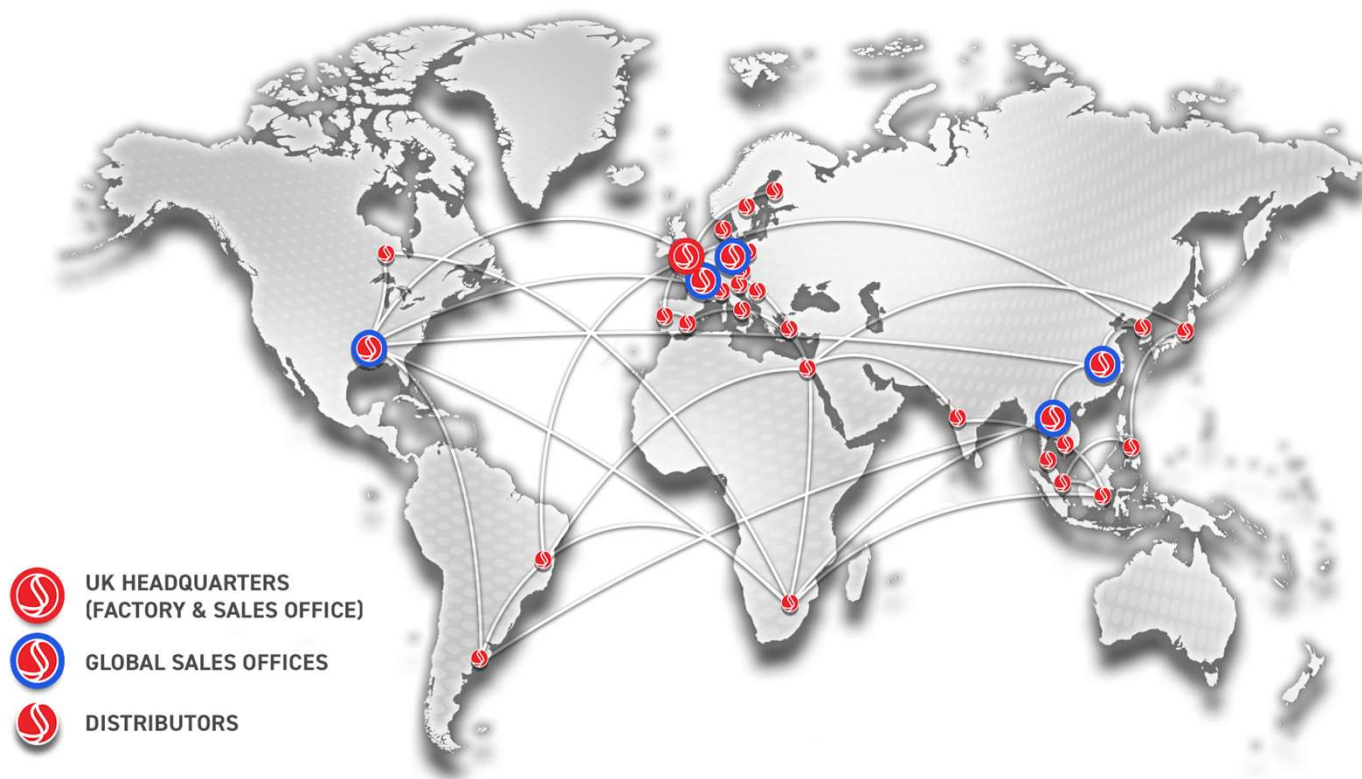 UK HEADQUARTERS
(FACTORY & SALES OFFICE)
GLOBAL SALES OFFICES
DISTRIBUTORS